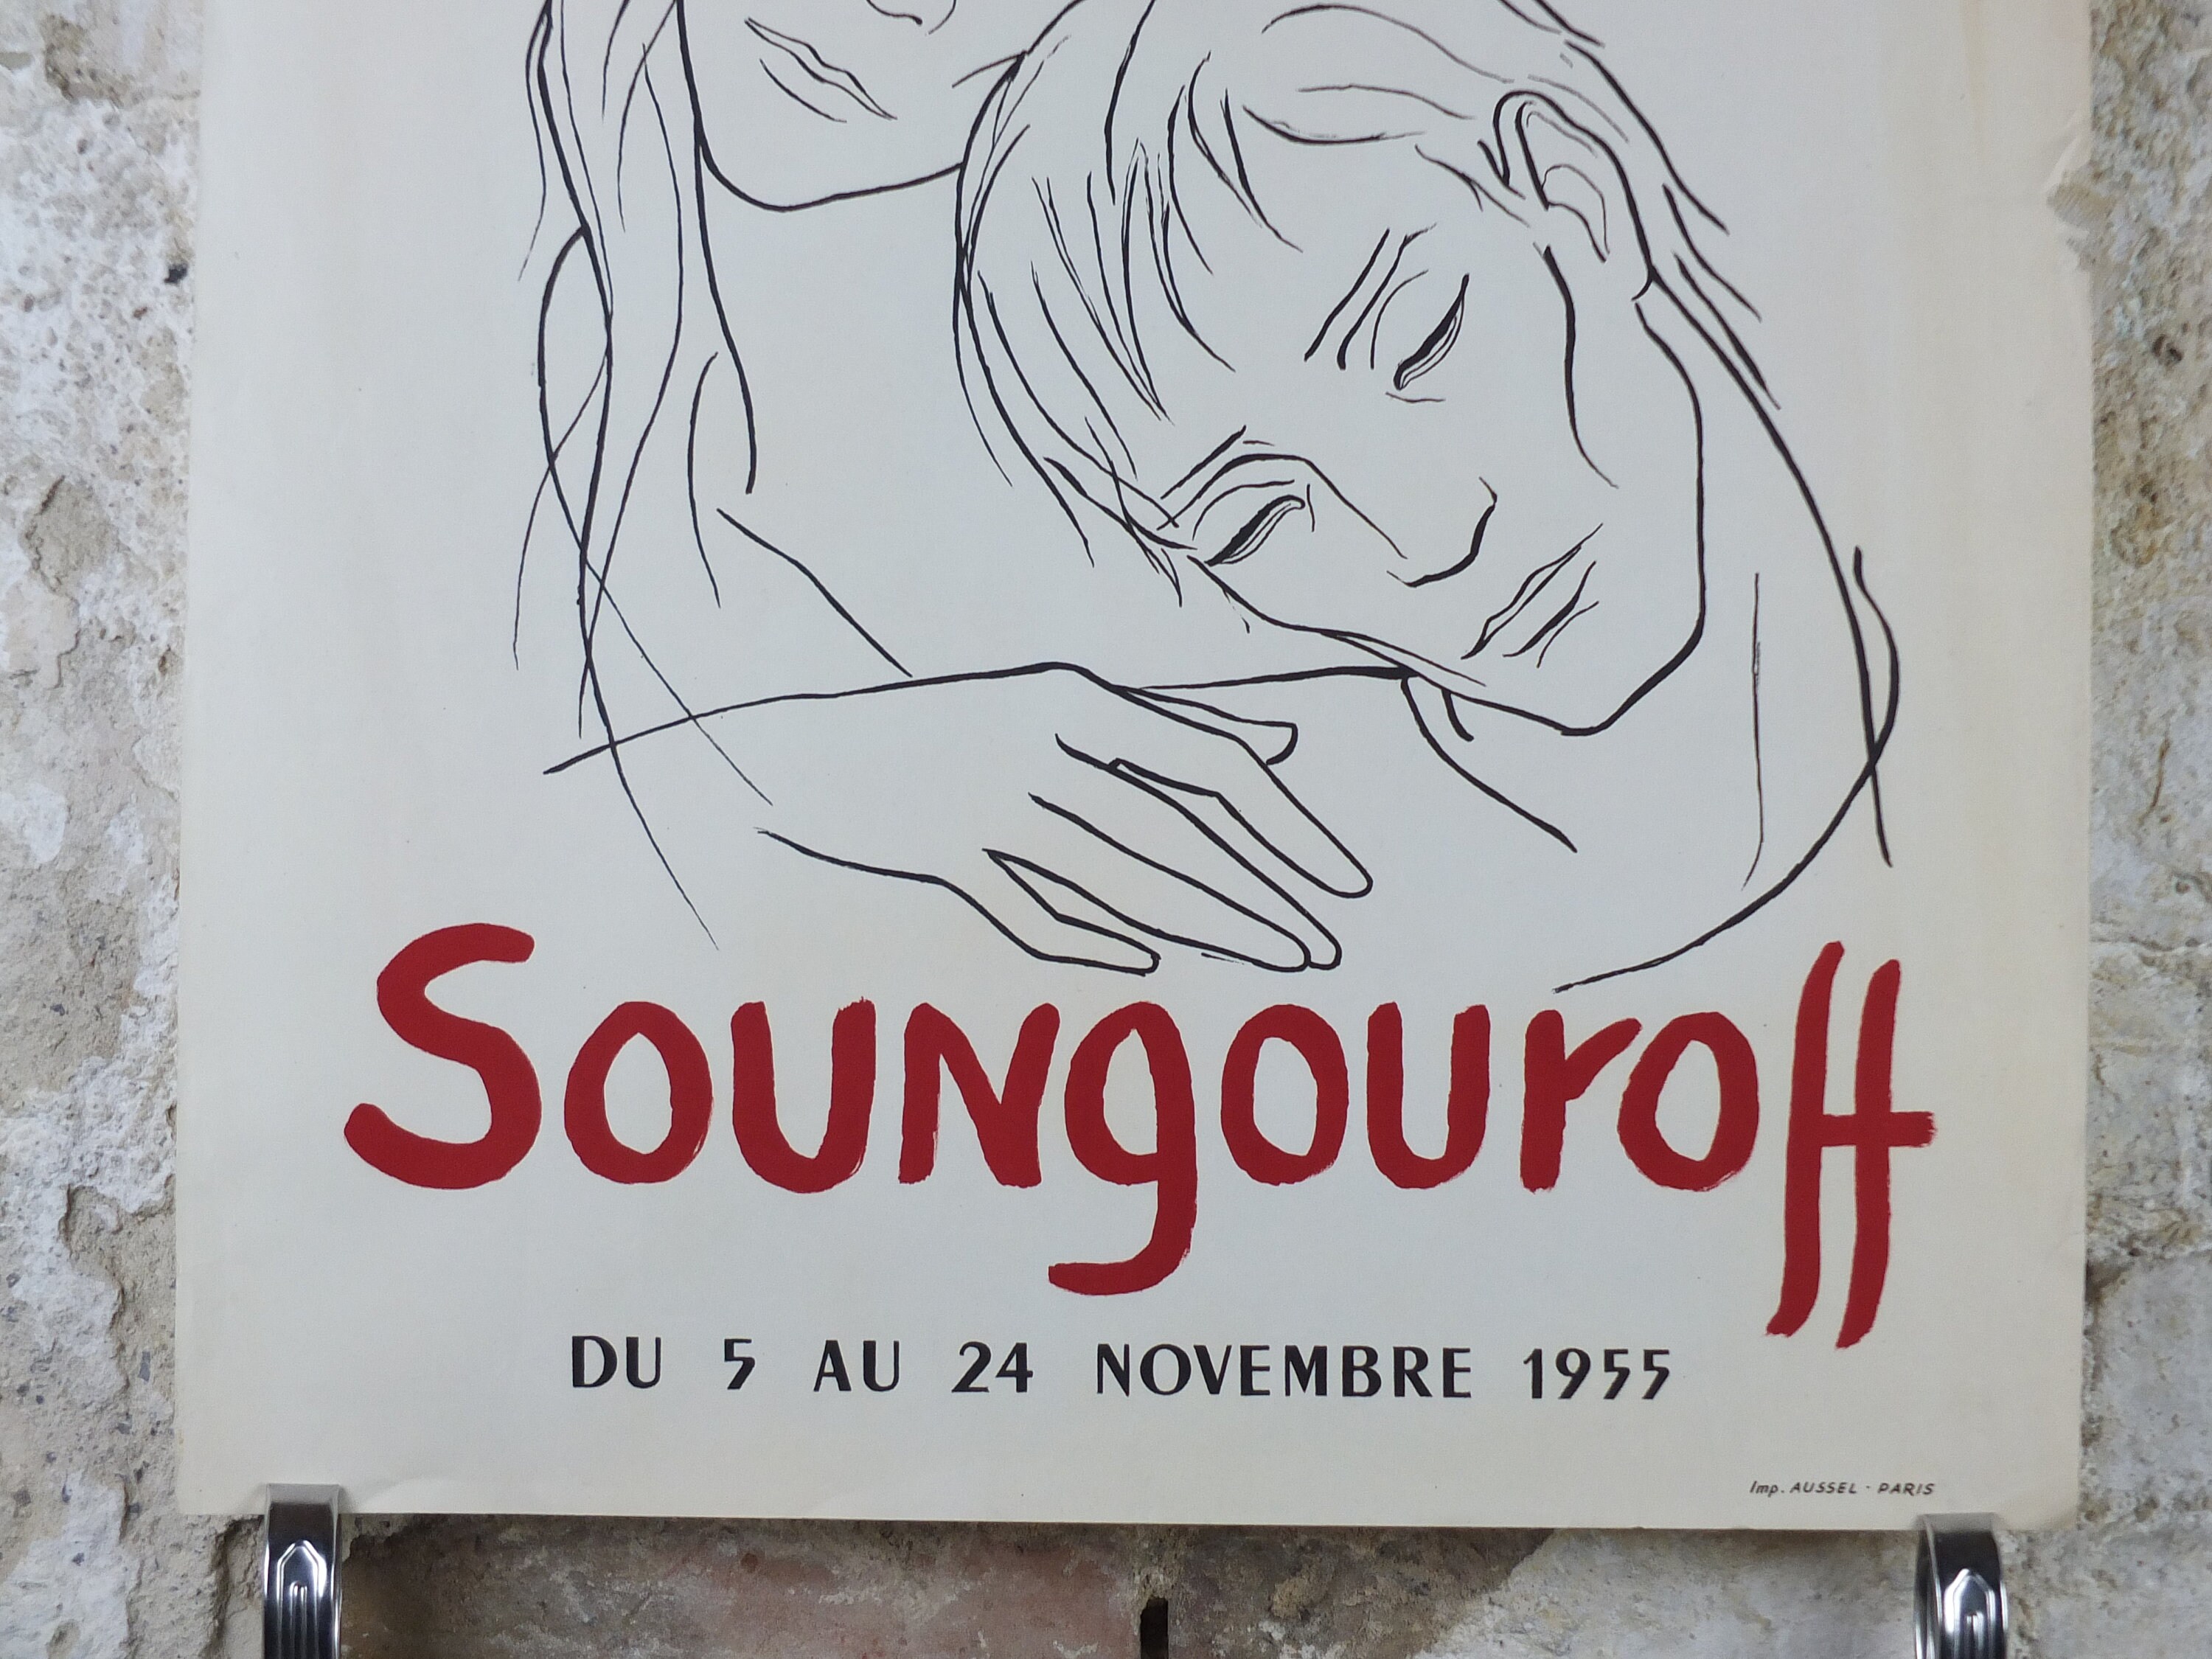 Soungouroff
DU 5 AU 24 NOVEMBRE 1955
Imp. AUSSEL - PARIS